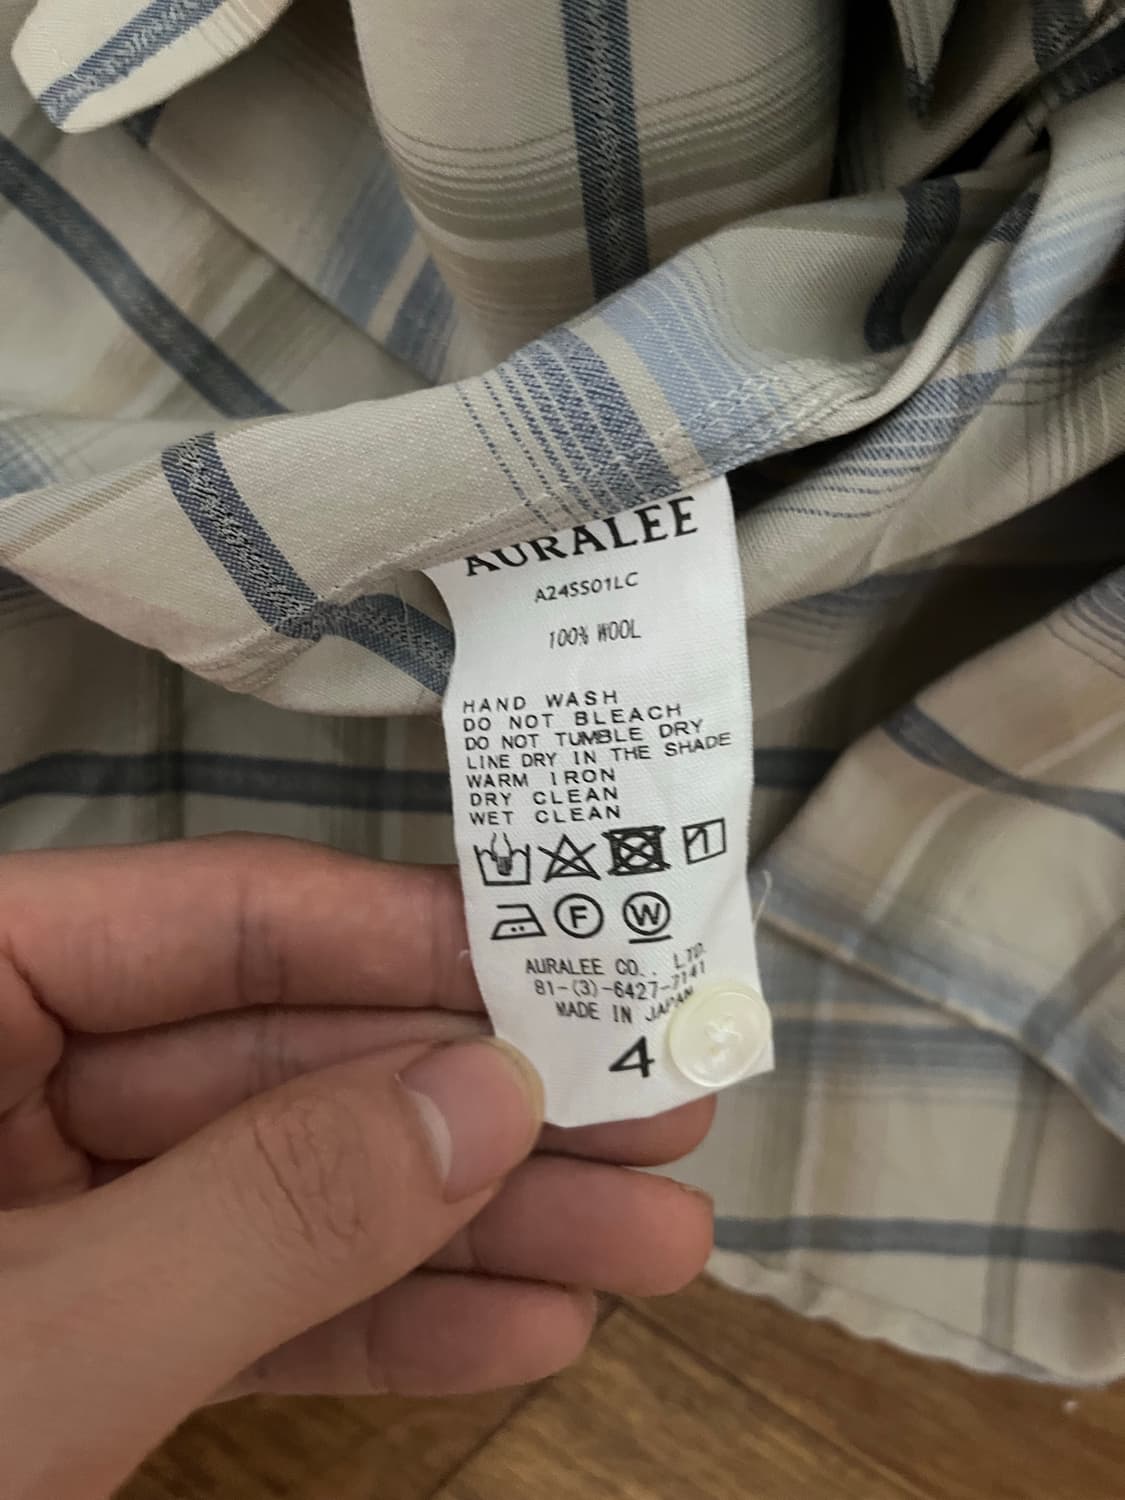 AURALEE
A24SS01LC
100% WOOL
HAND WASH
DO NOT BLEACH
DO NOT TUMBLE DRY
LINE DRY IN THE SHADE
WARM IRON
DRY CLEAN
WET CLEAN
F W
AURALEE CO., LTD.
81-(3)-6427-7141
MADE IN JAPAN
4